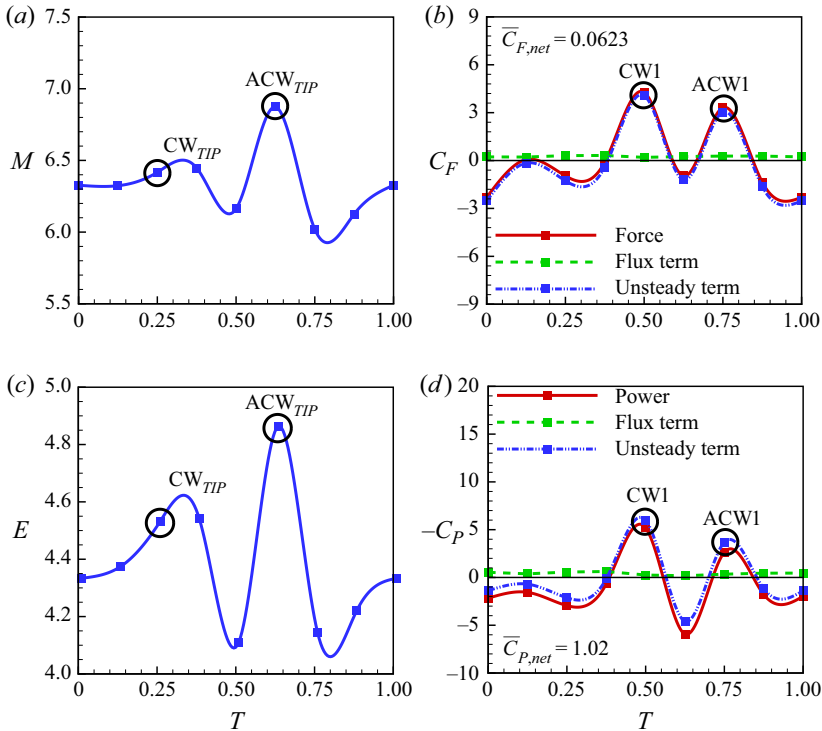 (a)
7.5
7.0
6.5
6.0
5.5
M
CW_TIP
ACW_TIP
0
0.25
0.50
0.75
1.00
(b)
9
6
3
0
–3
–6
–9
C_F
C̅_F,net = 0.0623
CW1
ACW1
Force
Flux term
Unsteady term
0
0.25
0.50
0.75
1.00
(c)
5.0
4.8
4.6
4.4
4.2
4.0
E
CW_TIP
ACW_TIP
0
0.25
0.50
0.75
1.00
T
(d)
20
15
10
5
0
–5
–10
–C_P
Power
Flux term
Unsteady term
CW1
ACW1
C̅_P,net = 1.02
0
0.25
0.50
0.75
1.00
T